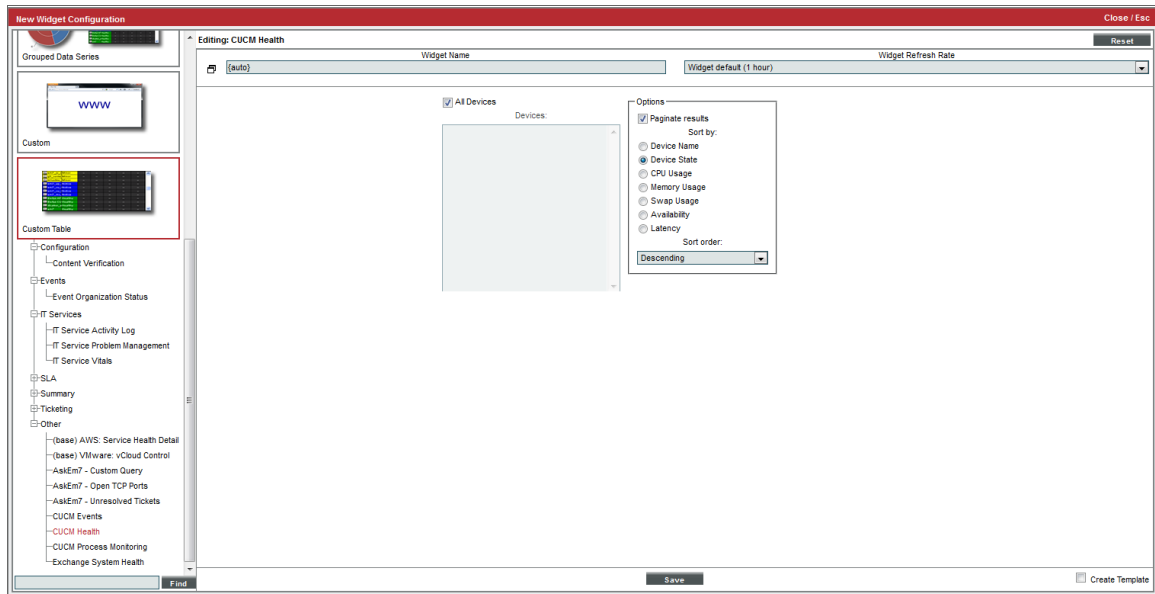 New Widget Configuration
Close / Esc
Grouped Data Series
www
Custom
Custom Table
Configuration
Content Verification
Events
Event Organization Status
IT Services
IT Service Activity Log
IT Service Problem Management
IT Service Vitals
SLA
Summary
Ticketing
Other
(base) AWS: Service Health Detail
(base) VMware: vCloud Control
AskEm7 - Custom Query
AskEm7 - Open TCP Ports
AskEm7 - Unresolved Tickets
CUCM Events
CUCM Health
CUCM Process Monitoring
Exchange System Health
Find
Editing: CUCM Health
Reset
Widget Name
Widget Refresh Rate
{auto}
Widget default (1 hour)
All Devices
Devices:
Options
Paginate results
Sort by:
Device Name
Device State
CPU Usage
Memory Usage
Swap Usage
Availability
Latency
Sort order:
Descending
Save
Create Template